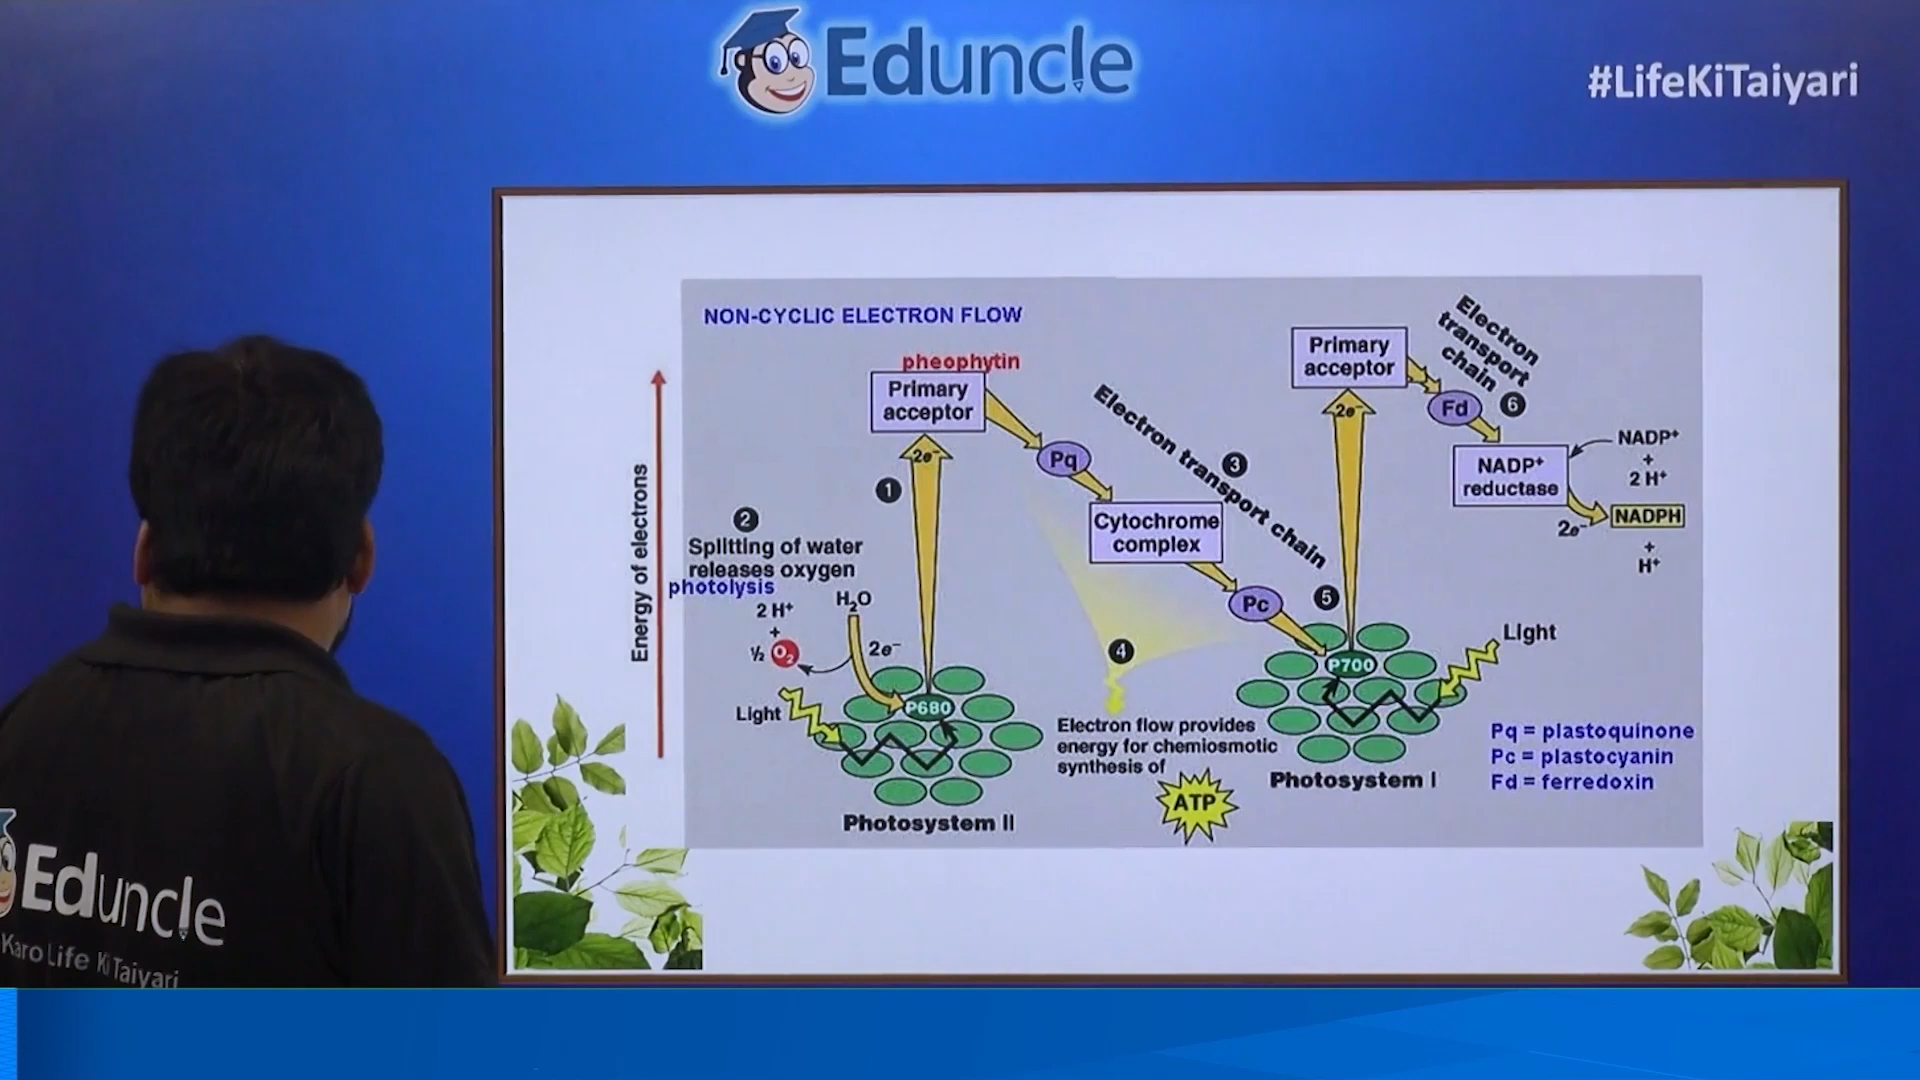 Eduncle
#LifeKiTaiyari
NON-CYCLIC ELECTRON FLOW
pheophytin
Primary
acceptor
2e⁻
1
Pq
Electron transport chain
3
Cytochrome
complex
Pc
5
Primary
acceptor
2e⁻
Electron
transport
chain
6
Fd
NADP⁺
reductase
NADP⁺
+
2 H⁺
2e⁻
NADPH
+
H⁺
Energy of electrons
2
Splitting of water
releases oxygen
photolysis
2 H⁺
+
½ O₂
H₂O
2e⁻
Light
P680
Photosystem II
4
Electron flow provides
energy for chemiosmotic
synthesis of
ATP
Light
P700
Photosystem I
Pq = plastoquinone
Pc = plastocyanin
Fd = ferredoxin
Eduncle
Karo Life Ki Taiyari